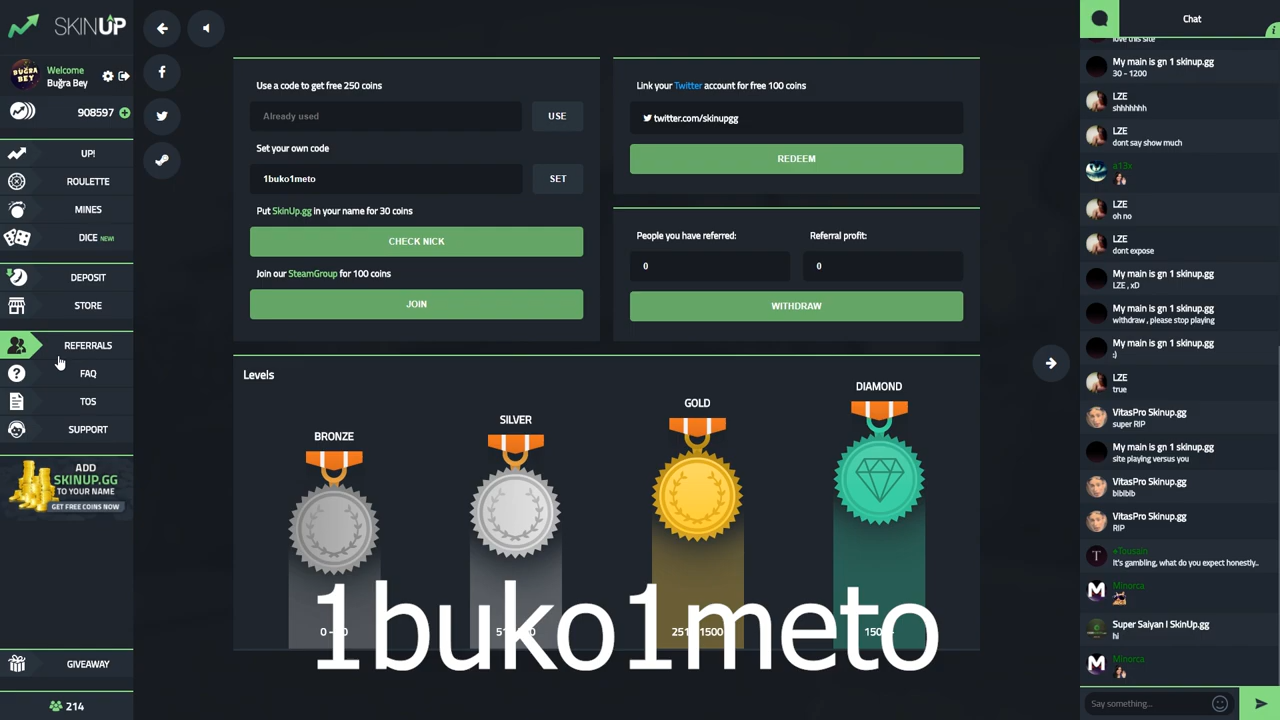 SKINUP
Welcome
Buğra Bey
908597
UP!
ROULETTE
MINES
DICE NEW!
DEPOSIT
STORE
REFERRALS
FAQ
TOS
SUPPORT
ADD
SKINUP.GG
TO YOUR NAME
GET FREE COINS NOW
GIVEAWAY
214
Use a code to get free 250 coins
Already used
USE
Set your own code
1buko1meto
SET
Put SkinUp.gg in your name for 30 coins
CHECK NICK
Join our SteamGroup for 100 coins
JOIN
Link your Twitter account for free 100 coins
twitter.com/skinupgg
REDEEM
People you have referred:
Referral profit:
0
0
WITHDRAW
Levels
BRONZE
SILVER
GOLD
DIAMOND
1buko1meto
Chat
love this site
My main is gn 1 skinup.gg
30 - 1200
LZE
shhhhhhh
LZE
dont say show much
a13x
LZE
oh no
LZE
dont expose
My main is gn 1 skinup.gg
LZE , xD
My main is gn 1 skinup.gg
withdraw , please stop playing
My main is gn 1 skinup.gg
:)
LZE
true
VitasPro Skinup.gg
super RIP
My main is gn 1 skinup.gg
site playing versus you
VitasPro Skinup.gg
blblblb
VitasPro Skinup.gg
RIP
Tousain
It's gambling, what do you expect honestly..
Minorca
Super Saiyan I SkinUp.gg
hi
Minorca
Say something...